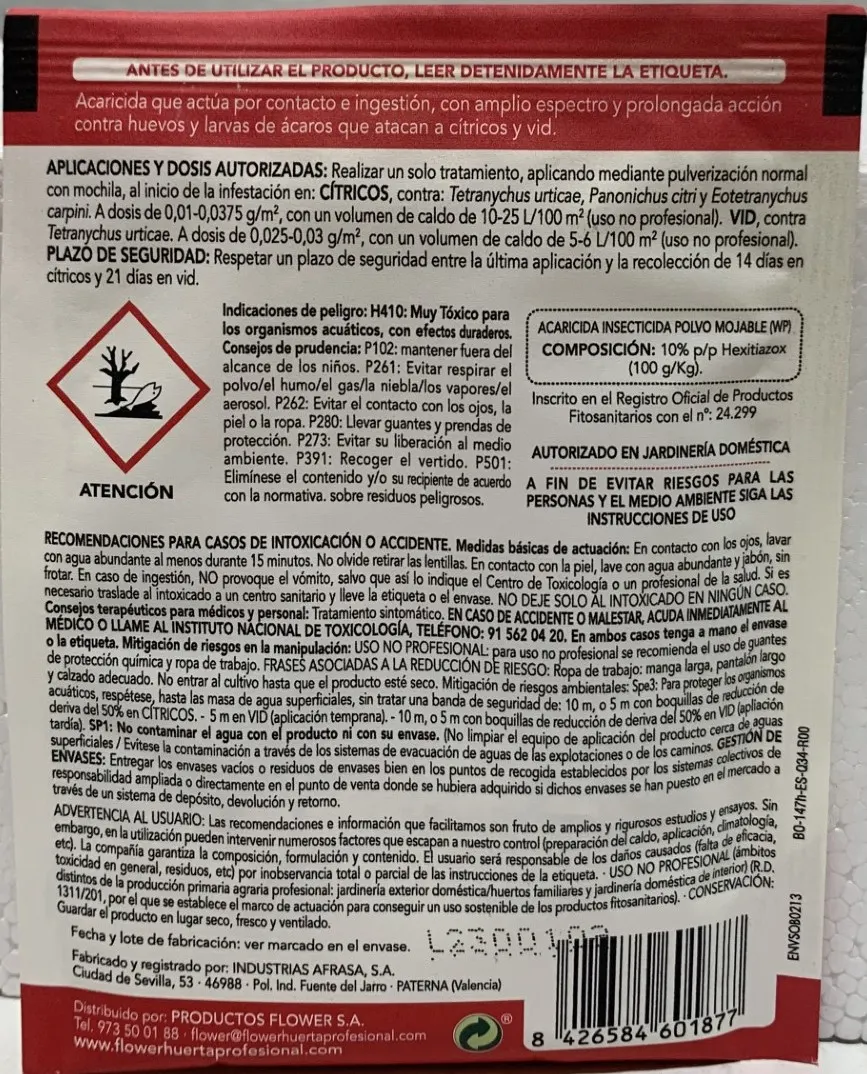 ANTES DE UTILIZAR EL PRODUCTO, LEER DETENIDAMENTE LA ETIQUETA.
Acaricida que actúa por contacto e ingestión, con amplio espectro y prolongada acción
contra huevos y larvas de ácaros que atacan a cítricos y vid.
APLICACIONES Y DOSIS AUTORIZADAS: Realizar un solo tratamiento, aplicando mediante pulverización normal
con mochila, al inicio de la infestación en: CÍTRICOS, contra: Tetranychus urticae, Panonichus citri y Eotetranychus
carpini. A dosis de 0,01-0,0375 g/m², con un volumen de caldo de 10-25 L/100 m² (uso no profesional). VID, contra
Tetranychus urticae. A dosis de 0,025-0,03 g/m², con un volumen de caldo de 5-6 L/100 m² (uso no profesional).
PLAZO DE SEGURIDAD: Respetar un plazo de seguridad entre la última aplicación y la recolección de 14 días en
cítricos y 21 días en vid.
ATENCIÓN
Indicaciones de peligro: H410: Muy Tóxico para
los organismos acuáticos, con efectos duraderos.
Consejos de prudencia: P102: mantener fuera del
alcance de los niños. P261: Evitar respirar el
polvo/el humo/el gas/la niebla/los vapores/el
aerosol. P262: Evitar el contacto con los ojos, la
piel o la ropa. P280: Llevar guantes y prendas de
protección. P273: Evitar su liberación al medio
ambiente. P391: Recoger el vertido. P501:
Elimínese el contenido y/o su recipiente de acuerdo
con la normativa. sobre residuos peligrosos.
ACARICIDA INSECTICIDA POLVO MOJABLE (WP)
COMPOSICIÓN: 10% p/p Hexitiazox
(100 g/Kg).
Inscrito en el Registro Oficial de Productos
Fitosanitarios con el nº: 24.299
AUTORIZADO EN JARDINERÍA DOMÉSTICA
A FIN DE EVITAR RIESGOS PARA LAS
PERSONAS Y EL MEDIO AMBIENTE SIGA LAS
INSTRUCCIONES DE USO
RECOMENDACIONES PARA CASOS DE INTOXICACIÓN O ACCIDENTE. Medidas básicas de actuación: En contacto con los ojos, lavar
con agua abundante al menos durante 15 minutos. No olvide retirar las lentillas. En contacto con la piel, lave con agua abundante y jabón, sin
frotar. En caso de ingestión, NO provoque el vómito, salvo que así lo indique el Centro de Toxicología o un profesional de la salud. Si es
necesario traslade al intoxicado a un centro sanitario y lleve la etiqueta o el envase. NO DEJE SOLO AL INTOXICADO EN NINGÚN CASO.
Consejos terapéuticos para médicos y personal: Tratamiento sintomático. EN CASO DE ACCIDENTE O MALESTAR, ACUDA INMEDIATAMENTE AL
MÉDICO O LLAME AL INSTITUTO NACIONAL DE TOXICOLOGÍA, TELÉFONO: 91 562 04 20. En ambos casos tenga a mano el envase
o la etiqueta. Mitigación de riesgos en la manipulación: USO NO PROFESIONAL: para uso no profesional se recomienda el uso de guantes
de protección química y ropa de trabajo. FRASES ASOCIADAS A LA REDUCCIÓN DE RIESGO: Ropa de trabajo: manga larga, pantalón largo
y calzado adecuado. No entrar al cultivo hasta que el producto esté seco. Mitigación de riesgos ambientales: Spe3: Para proteger los organismos
acuáticos, respétese, hasta las masa de agua superficiales, sin tratar una banda de seguridad de: 10 m, o 5 m con boquillas de reducción de
deriva del 50% en CÍTRICOS. - 5 m en VID (aplicación temprana). - 10 m, o 5 m con boquillas de reducción de deriva del 50% en VID (apliación
tardía). SP1: No contaminar el agua con el producto ni con su envase. (No limpiar el equipo de aplicación del producto cerca de aguas
superficiales / Evítese la contaminación a través de los sistemas de evacuación de aguas de las explotaciones o de los caminos. GESTIÓN DE
ENVASES: Entregar los envases vacíos o residuos de envases bien en los puntos de recogida establecidos por los sistemas colectivos de
responsabilidad ampliada o directamente en el punto de venta donde se hubiera adquirido si dichos envases se han puesto en el mercado a
través de un sistema de depósito, devolución y retorno.
ADVERTENCIA AL USUARIO: Las recomendaciones e información que facilitamos son fruto de amplios y rigurosos estudios y ensayos. Sin
embargo, en la utilización pueden intervenir numerosos factores que escapan a nuestro control (preparación del caldo, aplicación, climatología,
etc). La compañía garantiza la composición, formulación y contenido. El usuario será responsable de los daños causados (falta de eficacia,
toxicidad en general, residuos, etc) por inobservancia total o parcial de las instrucciones de la etiqueta. · USO NO PROFESIONAL (ámbitos
distintos de la producción primaria agraria profesional: jardinería exterior doméstica/huertos familiares y jardinería doméstica de interior) (R.D.
1311/201, por el que se establece el marco de actuación para conseguir un uso sostenible de los productos fitosanitarios). · CONSERVACIÓN:
Guardar el producto en lugar seco, fresco y ventilado.
Fecha y lote de fabricación: ver marcado en el envase.
Fabricado y registrado por: INDUSTRIAS AFRASA, S.A.
Ciudad de Sevilla, 53 · 46988 · Pol. Ind. Fuente del Jarro · PATERNA (Valencia)
Distribuido por: PRODUCTOS FLOWER S.A.
Tel. 973 50 01 88 · flower@flowerhuertaprofesional.com
www.flowerhuertaprofesional.com
®
8 426584 601877
ENVSOB0213
BO-147h-ES-Q34-R00